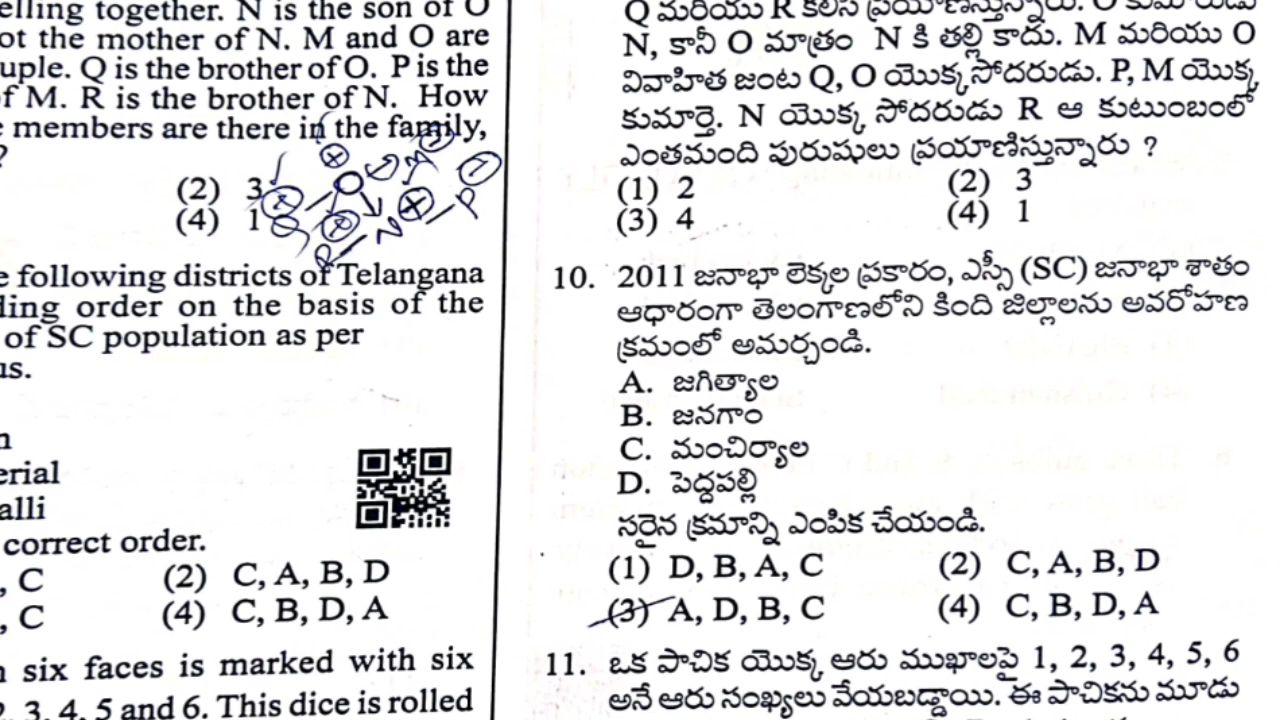 elling together. N is the son of O
ot the mother of N. M and O are
uple. Q is the brother of O. P is the
of M. R is the brother of N. How
members are there in the family,
?
(2) 3
(4) 1
e following districts of Telangana
ding order on the basis of the
of SC population as per
us.
n
erial
alli
correct order.
, C (2) C, A, B, D
, C (4) C, B, D, A
n six faces is marked with six
2, 3, 4, 5 and 6. This dice is rolled
Q మరియు R కలిసి ప్రయాణిస్తున్నారు. O కుమారుడు
N, కానీ O మాత్రం N కి తల్లి కాదు. M మరియు O
వివాహిత జంట Q, O యొక్క సోదరుడు. P, M యొక్క
కుమార్తె. N యొక్క సోదరుడు R ఆ కుటుంబంలో
ఎంతమంది పురుషులు ప్రయాణిస్తున్నారు ?
(1) 2 (2) 3
(3) 4 (4) 1
10. 2011 జనాభా లెక్కల ప్రకారం, ఎస్సీ (SC) జనాభా శాతం
ఆధారంగా తెలంగాణలోని కింది జిల్లాలను అవరోహణ
క్రమంలో అమర్చండి.
A. జగిత్యాల
B. జనగాం
C. మంచిర్యాల
D. పెద్దపల్లి
సరైన క్రమాన్ని ఎంపిక చేయండి.
(1) D, B, A, C (2) C, A, B, D
(3) A, D, B, C (4) C, B, D, A
11. ఒక పాచిక యొక్క ఆరు ముఖాలపై 1, 2, 3, 4, 5, 6
అనే ఆరు సంఖ్యలు వేయబడ్డాయి. ఈ పాచికను మూడు